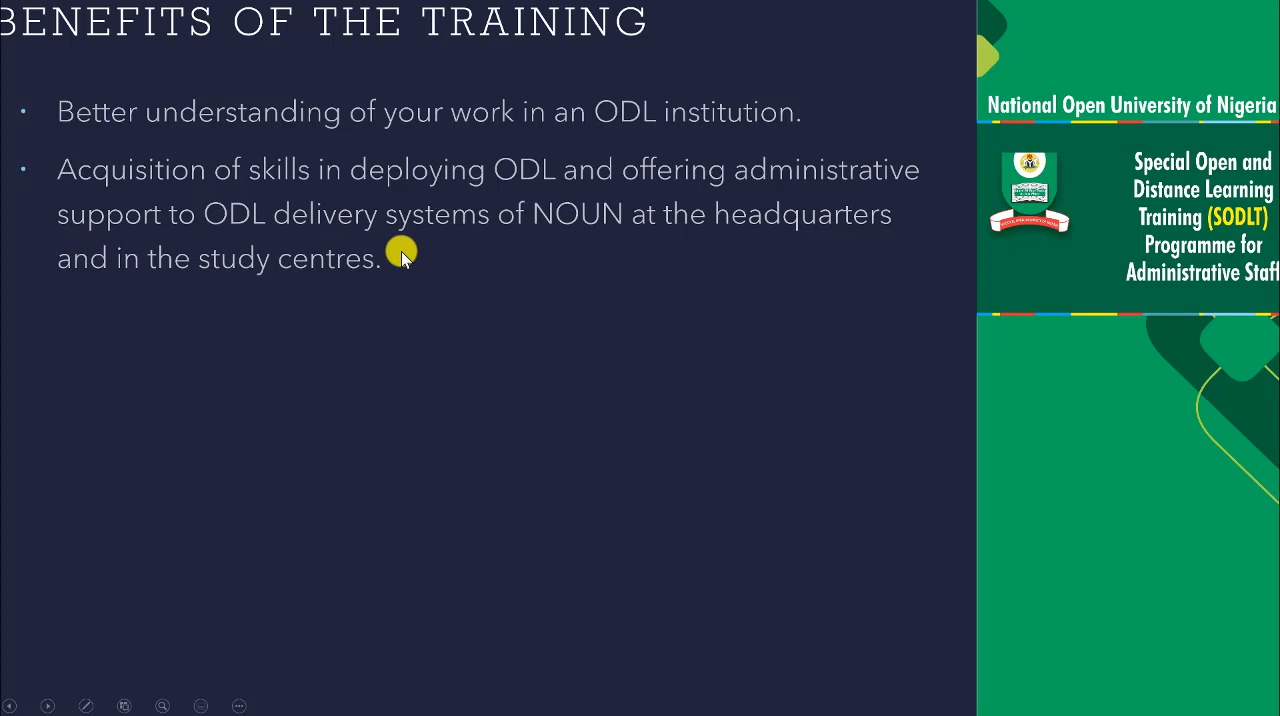 BENEFITS OF THE TRAINING
• Better understanding of your work in an ODL institution.
• Acquisition of skills in deploying ODL and offering administrative
support to ODL delivery systems of NOUN at the headquarters
and in the study centres.
National Open University of Nigeria
Special Open and
Distance Learning
Training (SODLT)
Programme for
Administrative Staff